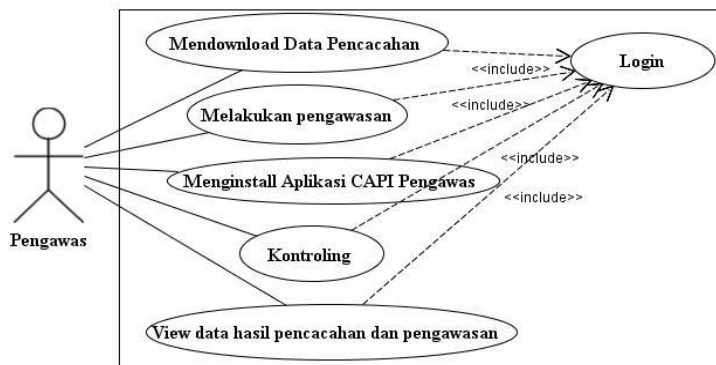 Mendownload Data Pencacahan
Login
<<include>>
Melakukan pengawasan
<<include>>
<<include>>
Menginstall Aplikasi CAPI Pengawas
<<include>>
Pengawas
Kontroling
View data hasil pencacahan dan pengawasan